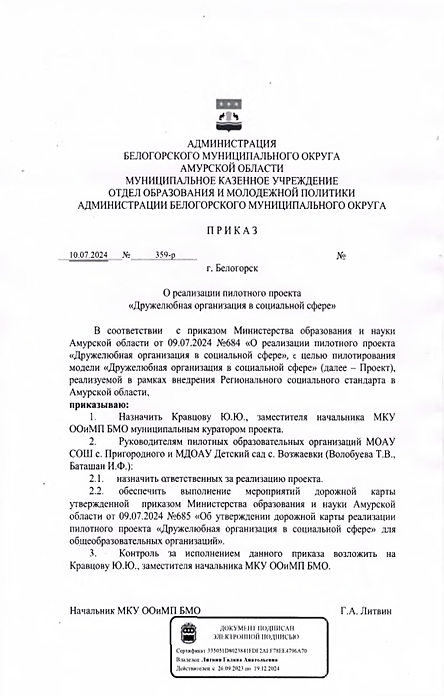 АДМИНИСТРАЦИЯ
БЕЛОГОРСКОГО МУНИЦИПАЛЬНОГО ОКРУГА
АМУРСКОЙ ОБЛАСТИ
МУНИЦИПАЛЬНОЕ КАЗЕННОЕ УЧРЕЖДЕНИЕ
ОТДЕЛ ОБРАЗОВАНИЯ И МОЛОДЕЖНОЙ ПОЛИТИКИ
АДМИНИСТРАЦИИ БЕЛОГОРСКОГО МУНИЦИПАЛЬНОГО ОКРУГА
П Р И К А З
10.07.2024 № 359-р №
г. Белогорск
О реализации пилотного проекта
«Дружелюбная организация в социальной сфере»
В соответствии с приказом Министерства образования и науки
Амурской области от 09.07.2024 №684 «О реализации пилотного проекта
«Дружелюбная организация в социальной сфере», с целью пилотирования
модели «Дружелюбная организация в социальной сфере» (далее – Проект),
реализуемой в рамках внедрения Регионального социального стандарта в
Амурской области,
приказываю:
1. Назначить Кравцову Ю.Ю., заместителя начальника МКУ
ООиМП БМО муниципальным куратором проекта.
2. Руководителям пилотных образовательных организаций МОАУ
СОШ с. Пригородного и МДОАУ Детский сад с. Возжаевки (Волобуева Т.В.,
Баташан И.Ф.):
2.1. назначить ответственных за реализацию проекта.
2.2. обеспечить выполнение мероприятий дорожной карты
утвержденной приказом Министерства образования и науки Амурской
области от 09.07.2024 №685 «Об утверждении дорожной карты реализации
пилотного проекта «Дружелюбная организация в социальной сфере» для
общеобразовательных организаций».
3. Контроль за исполнением данного приказа возложить на
Кравцову Ю.Ю., заместителя начальника МКУ ООиМП БМО.
Начальник МКУ ООиМП БМО Г.А. Литвин
ДОКУМЕНТ ПОДПИСАН
ЭЛЕКТРОННОЙ ПОДПИСЬЮ
Сертификат
Владелец Литвин Галина Анатольевна
Действителен с 26.09.2023 по 19.12.2024